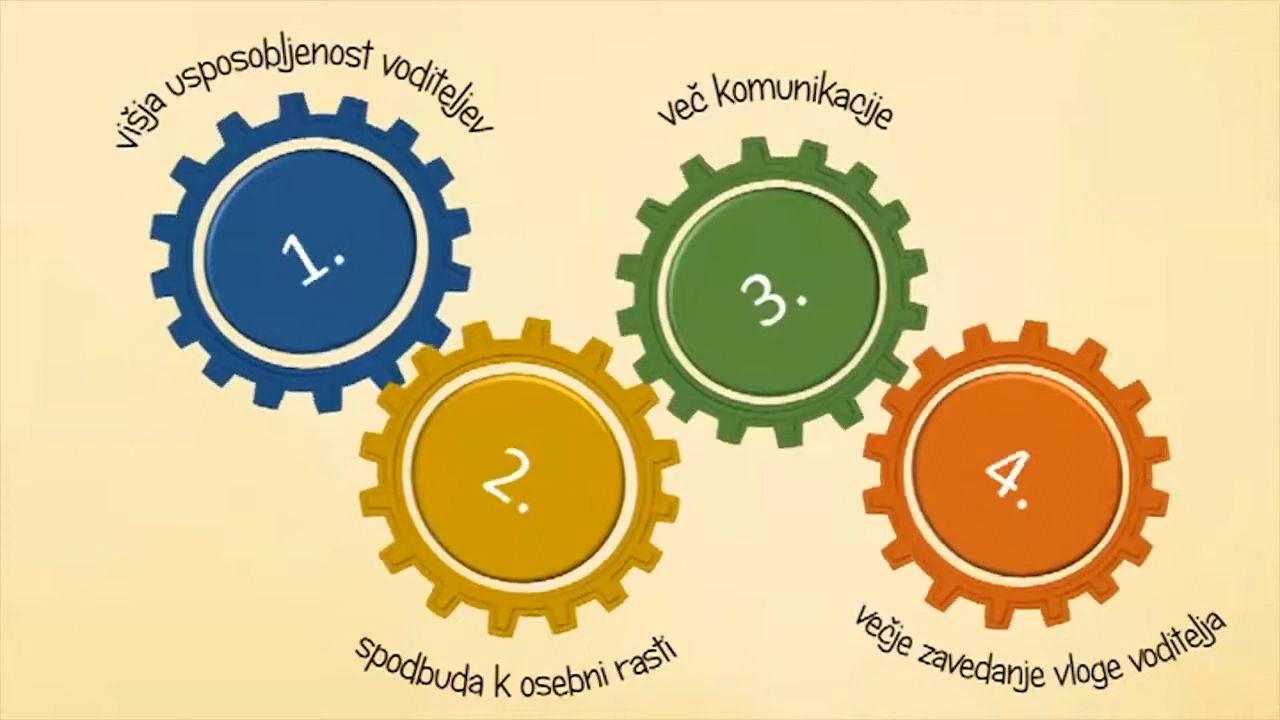 višja usposobljenost voditeljev
1.
spodbuda k osebni rasti
2.
več komunikacije
3.
večje zavedanje vloge voditelja
4.